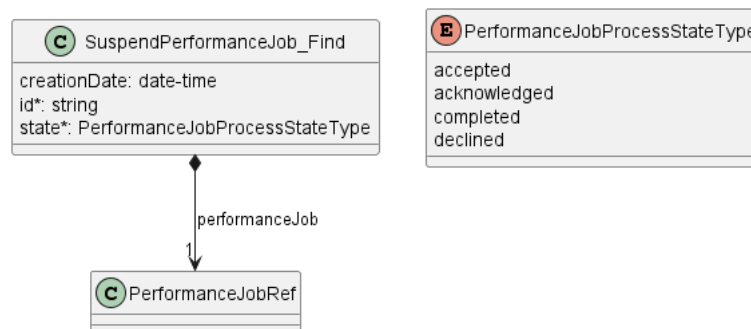 C SuspendPerformanceJob_Find
creationDate: date-time
id*: string
state*: PerformanceJobProcessStateType
E PerformanceJobProcessStateType
accepted
acknowledged
completed
declined
performanceJob
1
C PerformanceJobRef